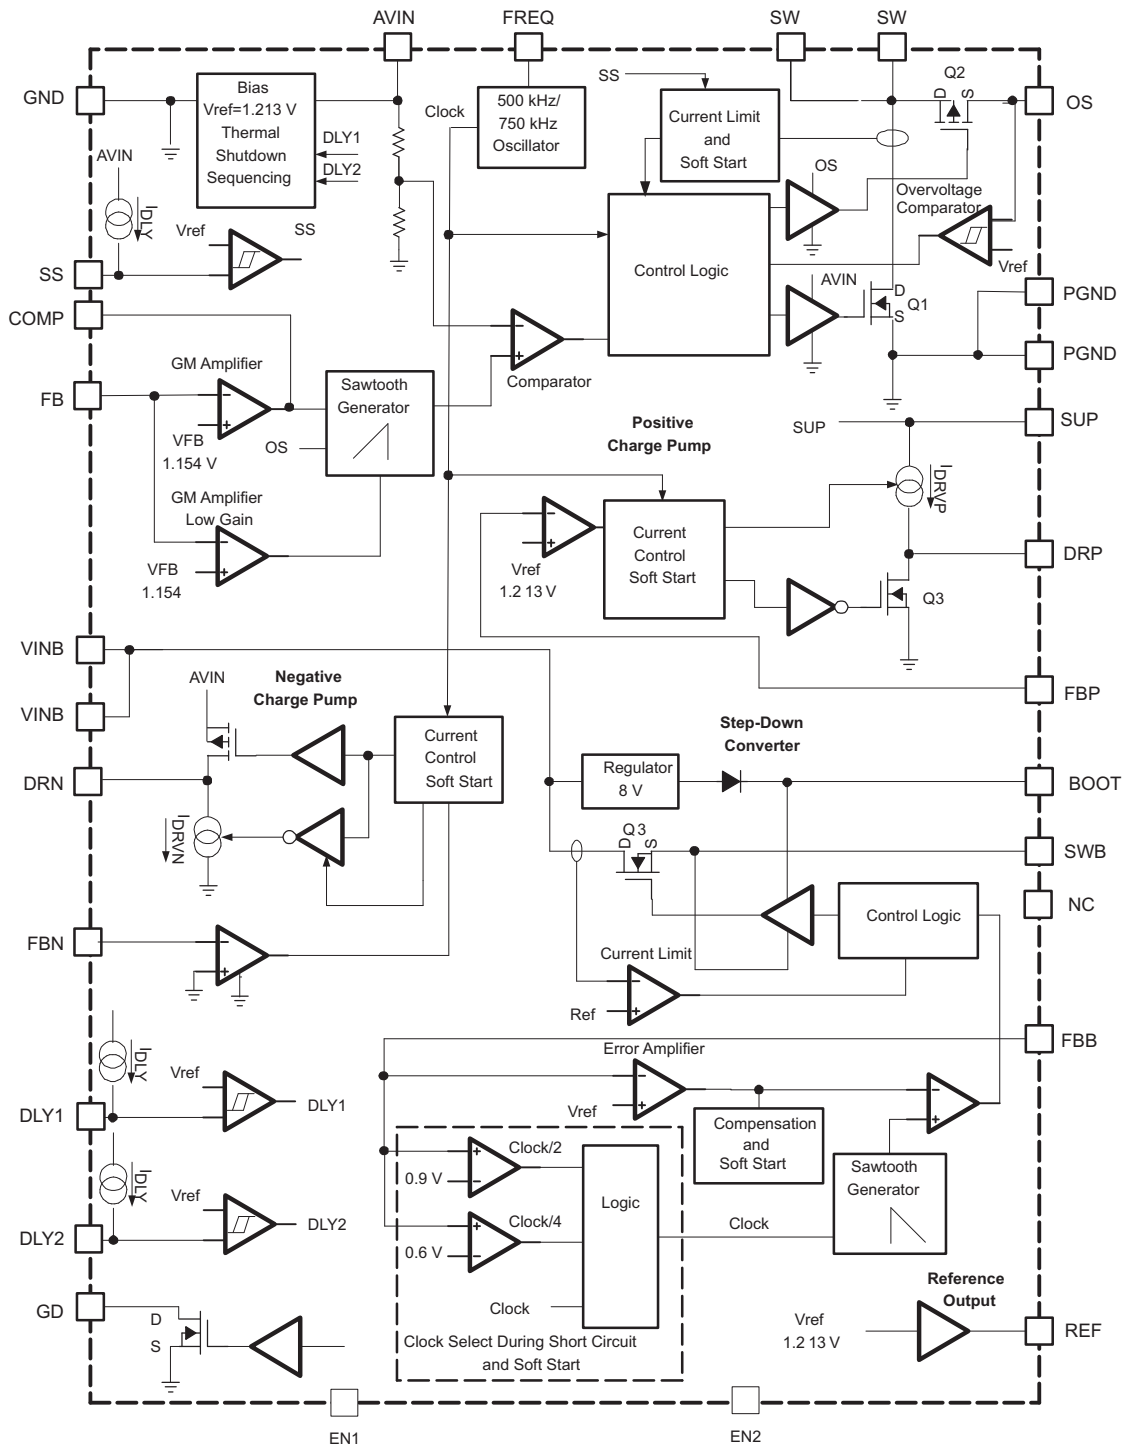 AVIN
FREQ
SW
SW
GND
Bias
Vref=1.213 V
Thermal
Shutdown
Sequencing
DLY1
DLY2
Clock
500 kHz/
750 kHz
Oscillator
SS
Current Limit
and
Soft Start
Q2
D
S
OS
AVIN
IDLY
Vref
SS
SS
OS
Overvoltage
Comparator
Vref
Control Logic
AVIN
D
Q1
S
PGND
PGND
COMP
GM Amplifier
FB
VFB
1.154 V
Sawtooth
Generator
OS
Comparator
GM Amplifier
Low Gain
VFB
1.154
Positive
Charge Pump
SUP
SUP
IDRVP
Vref
1.2 13 V
Current
Control
Soft Start
DRP
Q3
VINB
VINB
FBP
AVIN
Negative
Charge Pump
Current
Control
Soft Start
DRN
IDRVN
Step-Down
Converter
Regulator
8 V
BOOT
Q3
D
S
SWB
NC
Control Logic
FBN
Current Limit
Ref
FBB
Error Amplifier
Vref
IDLY
Vref
DLY1
DLY1
Compensation
and
Soft Start
Sawtooth
Generator
IDLY
Vref
DLY2
DLY2
Clock/2
0.9 V
Clock/4
0.6 V
Logic
Clock
Clock
Clock Select During Short Circuit
and Soft Start
GD
D
S
Reference
Output
Vref
1.2 13 V
REF
EN1
EN2